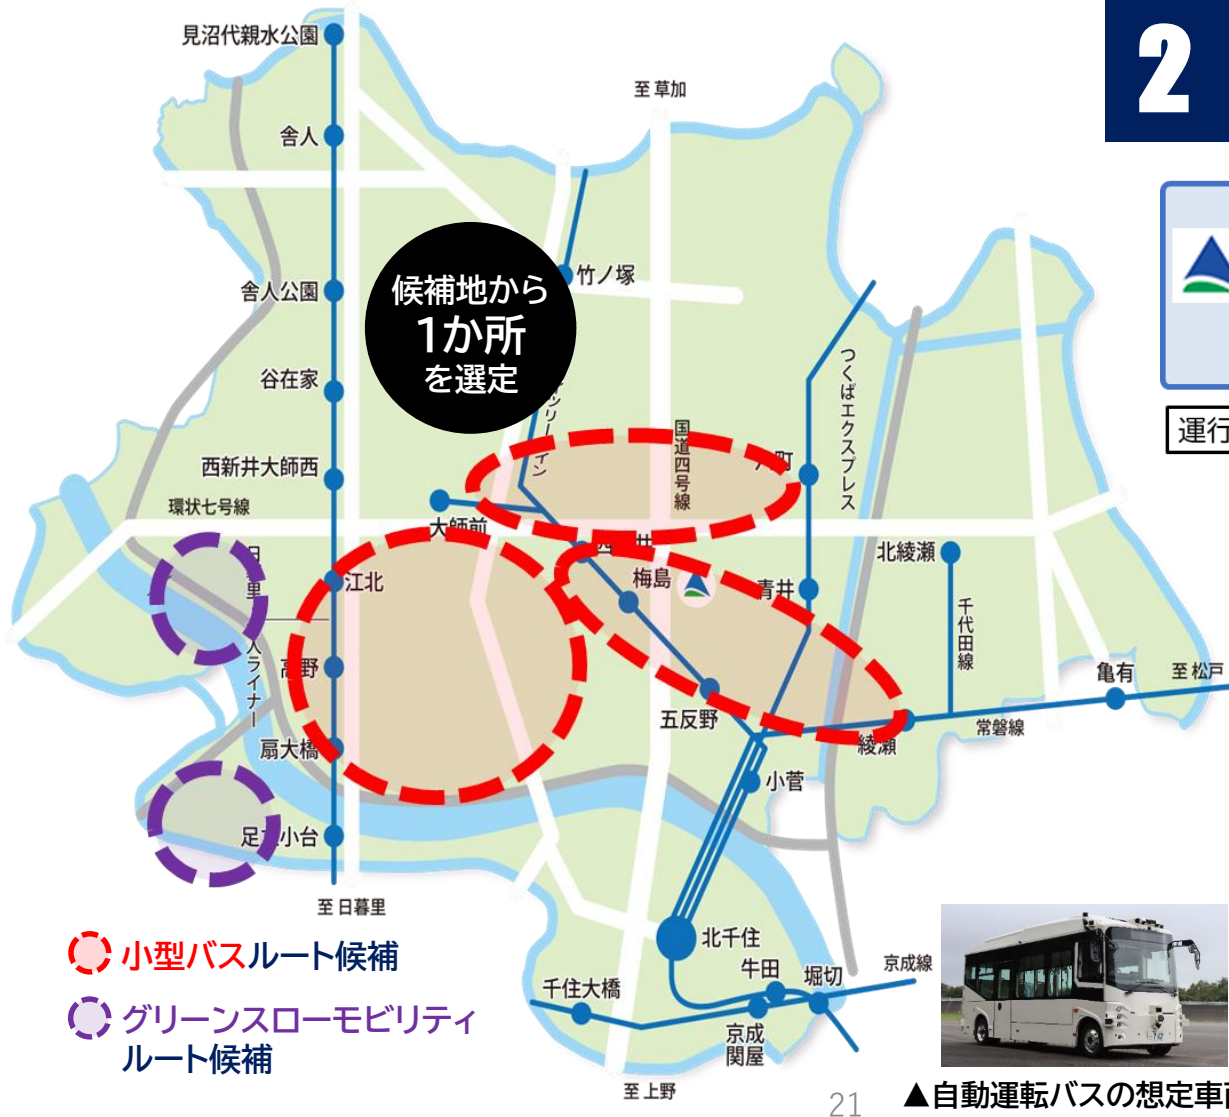 2
見沼代親水公園
至 草加
舎人
竹ノ塚
舎人公園
候補地から
1か所
を選定
谷在家
つくばエクスプレス
国道四号線
運行
西新井大師西
環状七号線
大師前
北綾瀬
江北
梅島
青井
千代田線
高野
人ライナー
亀有
至 松戸
五反野
綾瀬
常磐線
扇大橋
小菅
足立小台
至 日暮里
北千住
小型バスルート候補
牛田
堀切
京成線
千住大橋
グリーンスローモビリティ
ルート候補
京成
関屋
至 上野
21
▲自動運転バスの想定車